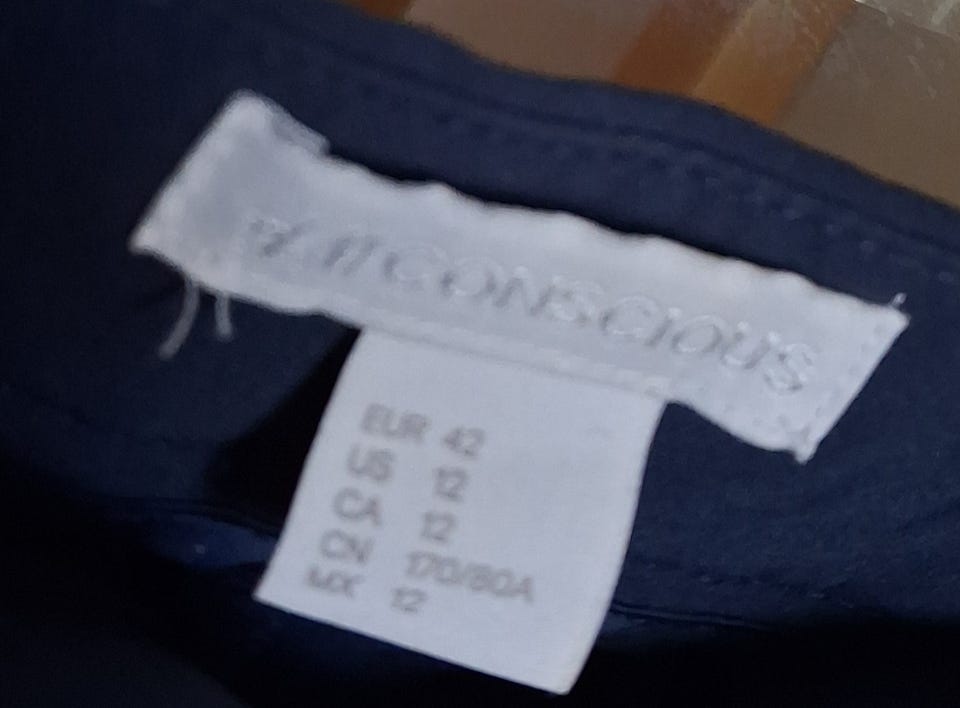 CONSCIOUS
EUR 42
US 12
CA 12
CN 170/80A
MX 12